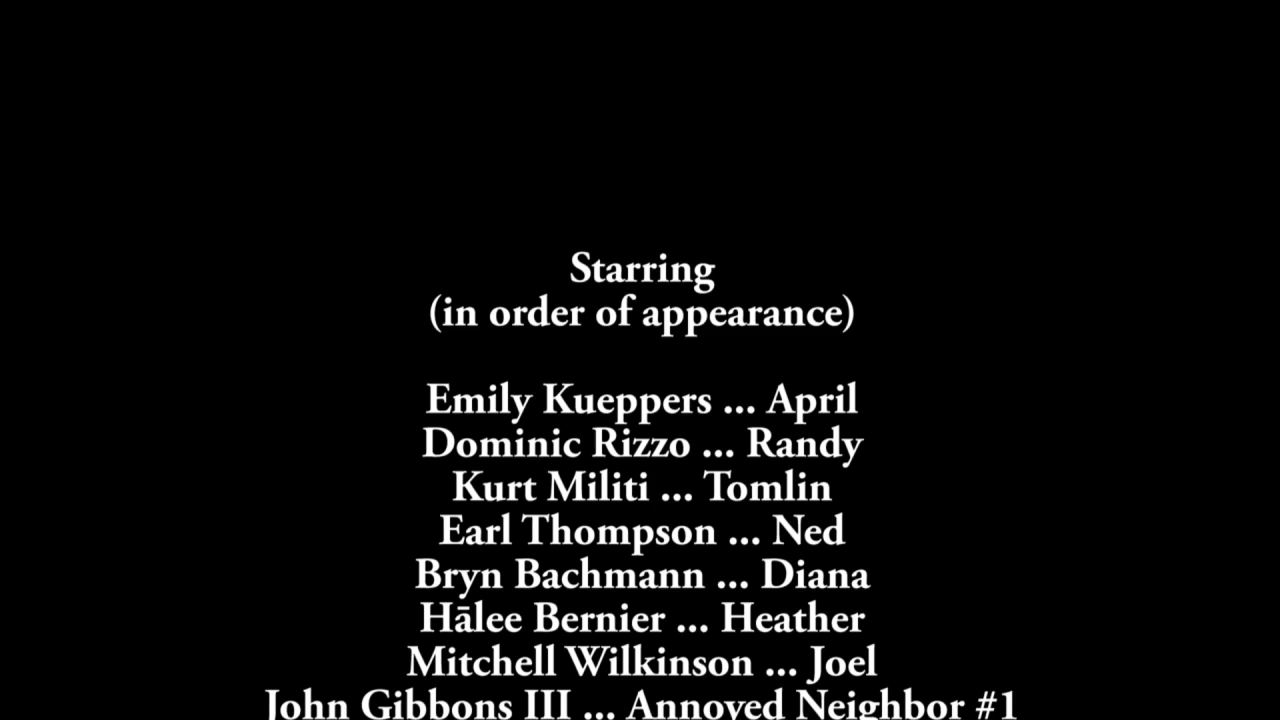 Starring
(in order of appearance)
Emily Kueppers ... April
Dominic Rizzo ... Randy
Kurt Militi ... Tomlin
Earl Thompson ... Ned
Bryn Bachmann ... Diana
Hālee Bernier ... Heather
Mitchell Wilkinson ... Joel
John Gibbons III ... Annoyed Neighbor #1